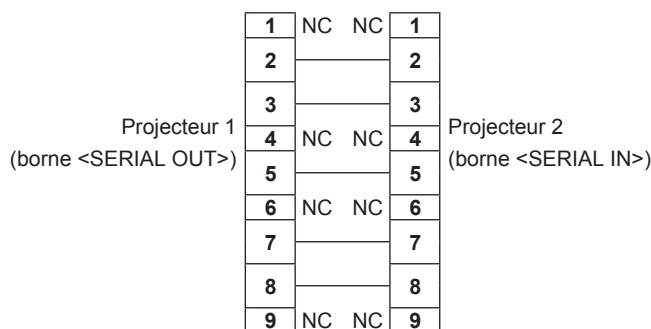 1 NC NC 1
2 2
3 3
Projecteur 1
(borne <SERIAL OUT>)
4 NC NC 4
Projecteur 2
(borne <SERIAL IN>)
5 5
6 NC NC 6
7 7
8 8
9 NC NC 9